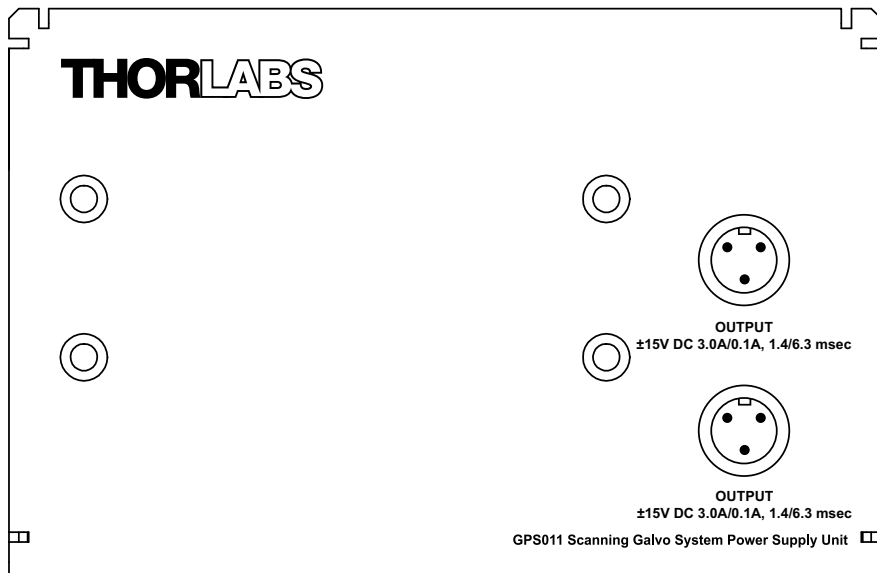 THORLABS
OUTPUT
±15V DC 3.0A/0.1A, 1.4/6.3 msec
OUTPUT
±15V DC 3.0A/0.1A, 1.4/6.3 msec
GPS011 Scanning Galvo System Power Supply Unit